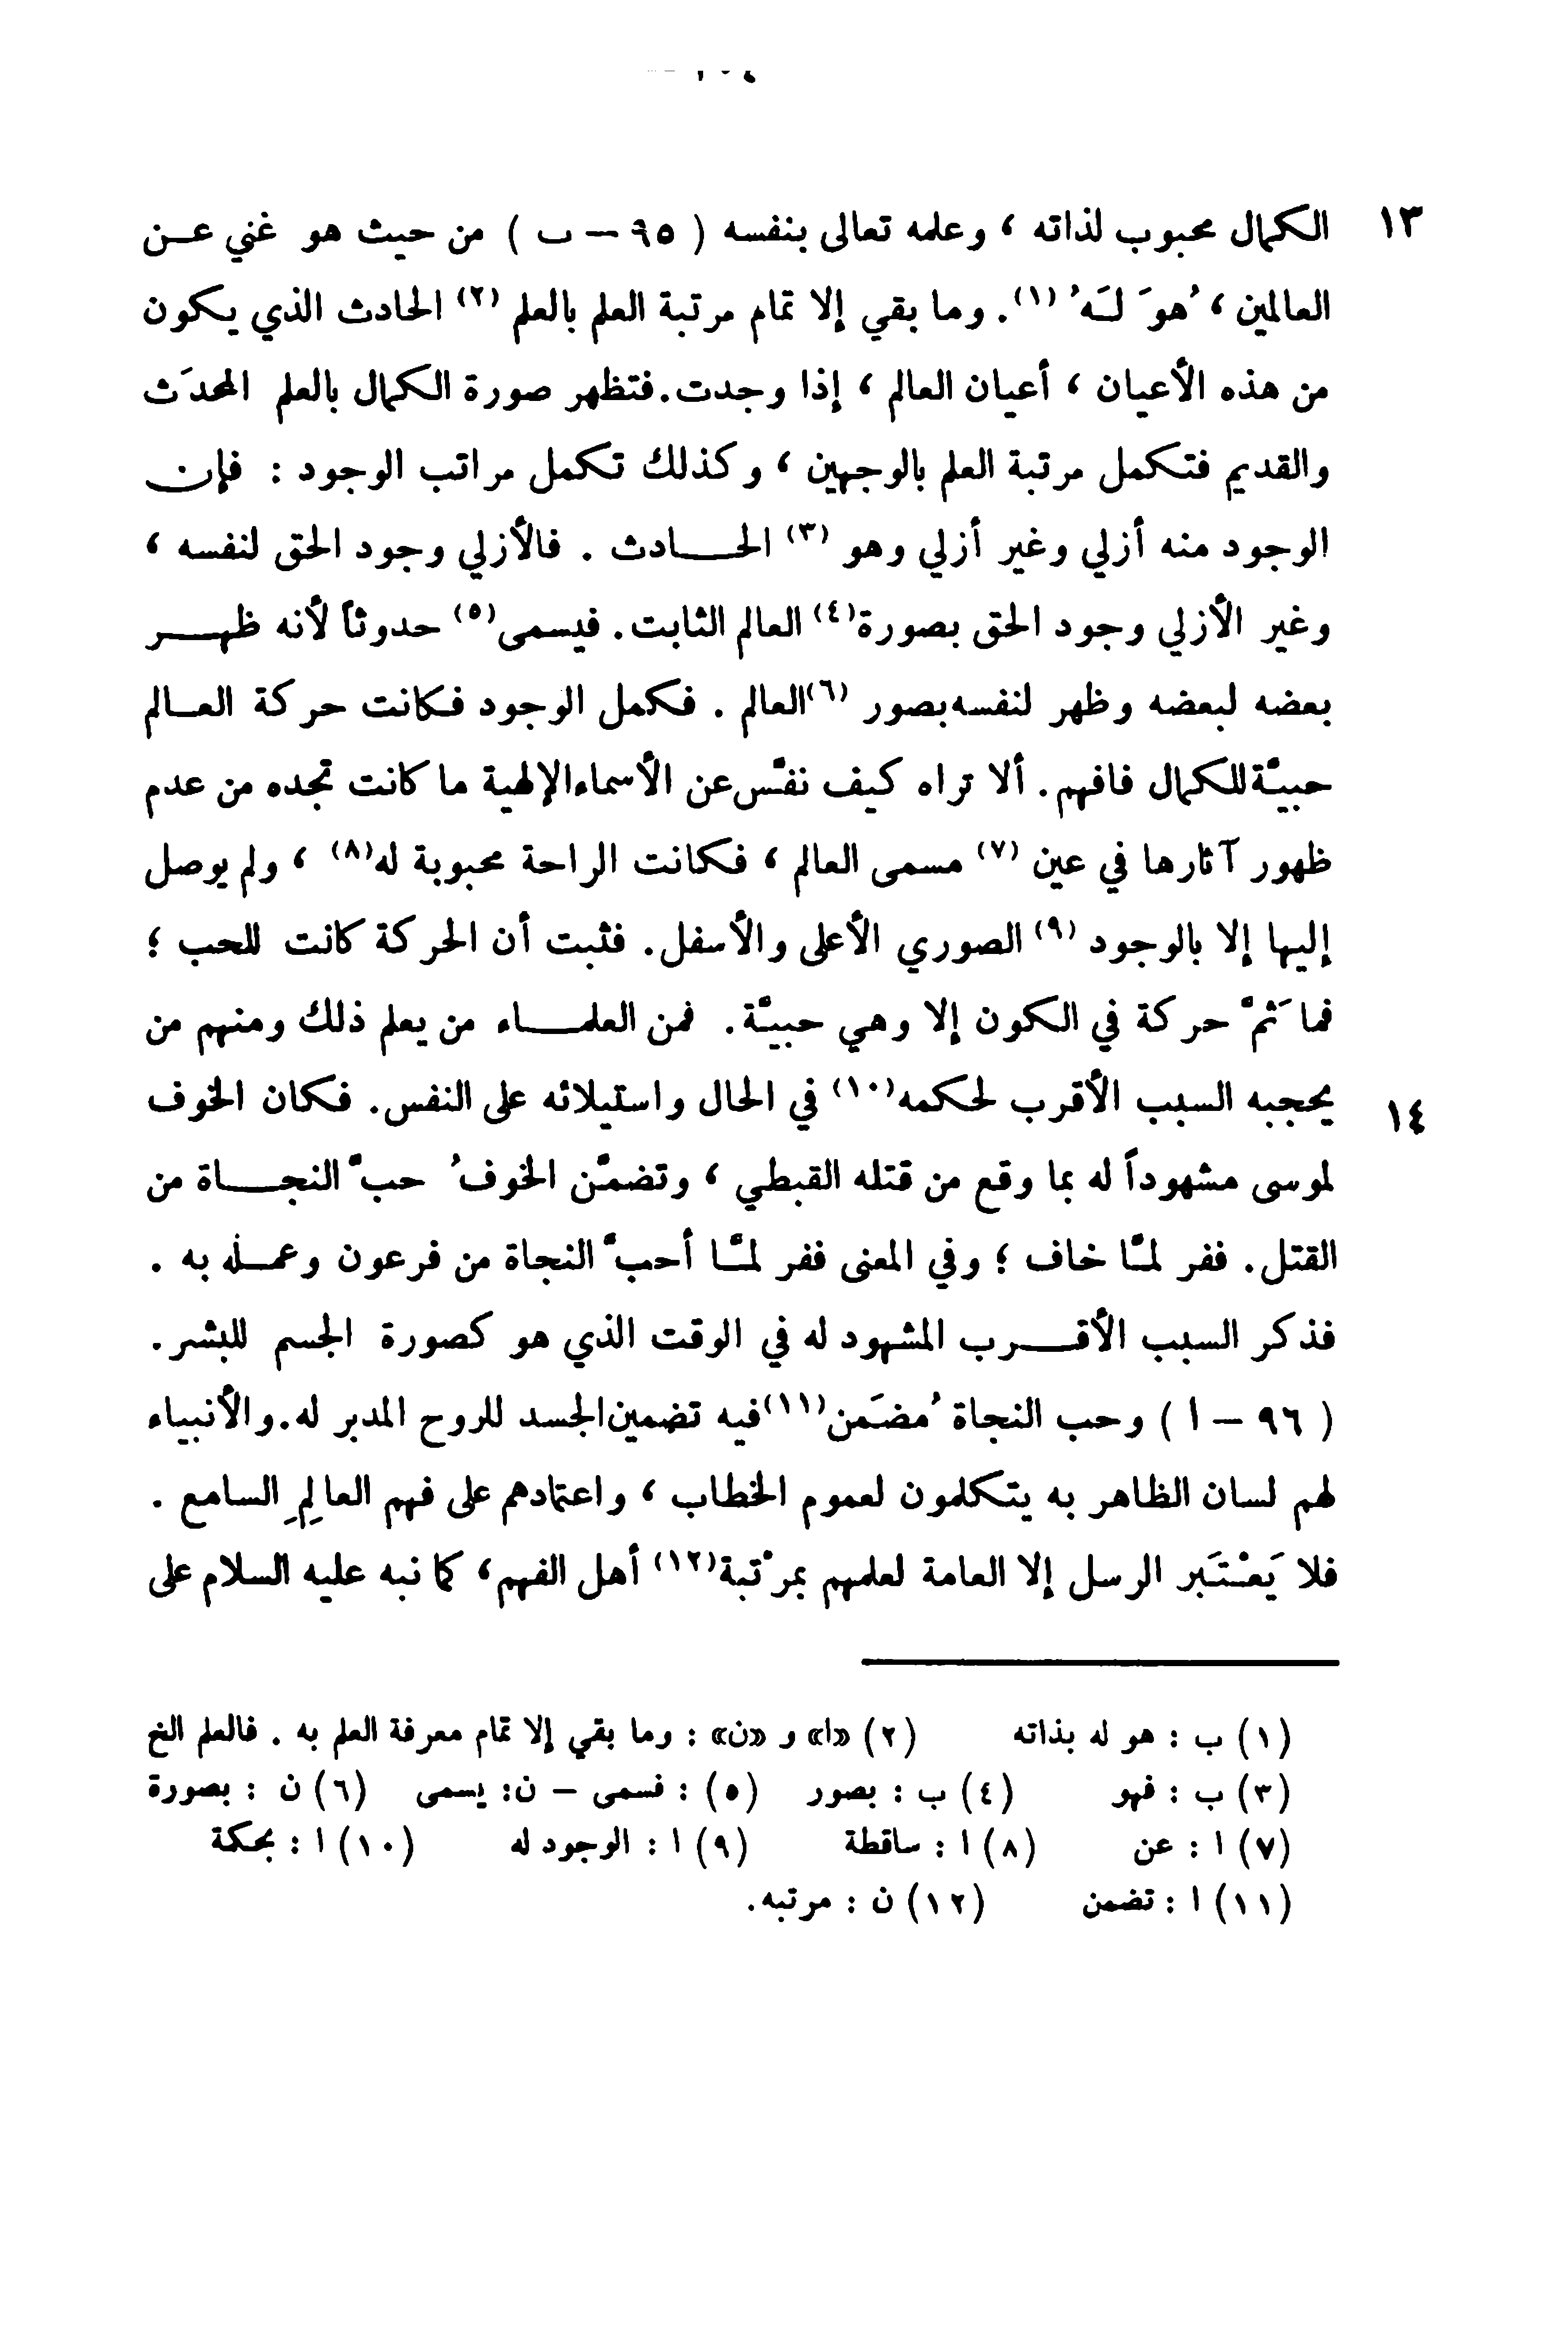 ١٣ الكمال محبوب لذاته ، وعلمه تعالى بنفسه ( ٩٥ – ب ) من حيث هو غني عن
العالمين ، هُوَ لَهُ (١). وما بقي إلا تمام مرتبة العلم بالعلم (٢) الحادث الذي يكون
من هذه الأعيان ، أعيان العالم ، إذا وجدت. فتظهر صورة الكمال بالعلم المحدَث
والقديم فتكمل مرتبة العلم بالوجهين ، وكذلك تكمل مراتب الوجود : فإن
الوجود منه أزلي وغير أزلي وهو (٣) الحادث . فالأزلي وجود الحق لنفسه ،
وغير الأزلي وجود الحق بصورة (٤) العالم الثابت. فيسمى (٥) حدوثاً لأنه ظهر
بعضه لبعضه وظهر لنفسه بصور (٦) العالم . فكمل الوجود فكانت حركة العالم
حبيّة للكمال فافهم. ألا تراه كيف نفَّس عن الأسماء الإلهية ما كانت تجده من عدم
ظهور آثارها في عين (٧) مسمى العالم ، فكانت الراحة محبوبة له (٨) ، ولم يوصل
إليها إلا بالوجود (٩) الصوري الأعلى والأسفل. فثبت أن الحركة كانت للحب ؛
فما ثَمَّ حركة في الكون إلا وهي حبيّة. فمن العلماء من يعلم ذلك ومنهم من
١٤ يحجبه السبب الأقرب لحكمه (١٠) في الحال واستيلائه على النفس. فكان الخوف
لموسى مشهوداً له بما وقع من قتله القبطي ، وتضمَّن الخوفُ حبَّ النجاة من
القتل. ففر لمَّا خاف ؛ وفي المعنى ففر لمَّا أحبَّ النجاة من فرعون وعمله به .
فذكر السبب الأقرب المشهود له في الوقت الذي هو كصورة الجسم للبشر.
( ٩٦ – ا ) وحب النجاة مُضَمن (١١) فيه تضمين الجسد للروح المدبر له. والأنبياء
لهم لسان الظاهر به يتكلمون لعموم الخطاب ، واعتمادهم على فهم العالِمِ السامع .
فلا يَعْتَبر الرسل إلا العامة لعلمهم بمرْتبة (١٢) أهل الفهم، كما نبه عليه السلام على
(١) ب : هو له بذاته (٢) «ا» و «ن» : وما بقي إلا تمام معرفة العلم به . فالعلم الخ
(٣) ب : فهو (٤) ب : بصور (٥) : فسمى – ن: يسمى (٦) ن : بصورة
(٧) ا : عن (٨) ا : ساقطة (٩) ا : الوجود له (١٠) ا : بحكمة
(١١) ا : تضمن (١٢) ن : مرتبه.